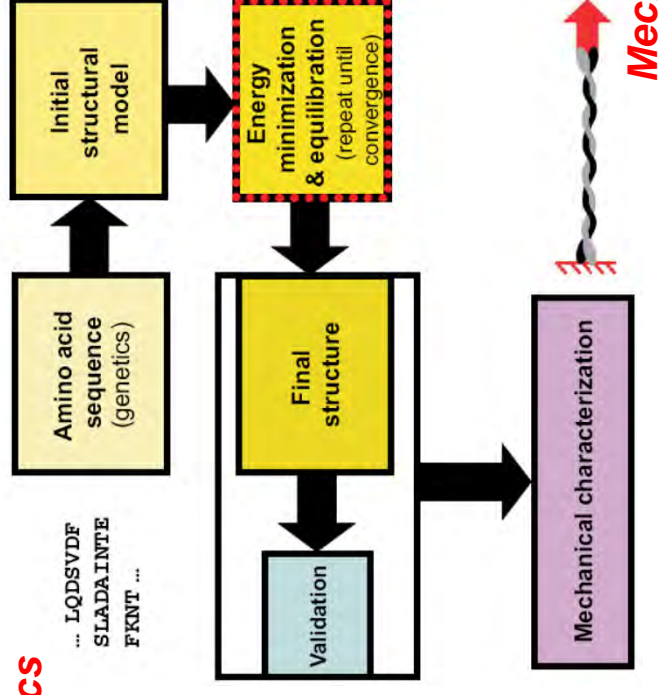 cs
... LQDSVDF
SLADAINTE
FKNT ...
Amino acid
sequence
(genetics)
Initial
structural
model
Energy
minimization
& equilibration
(repeat until
convergence)
Final
structure
Validation
Mechanical characterization
Mec